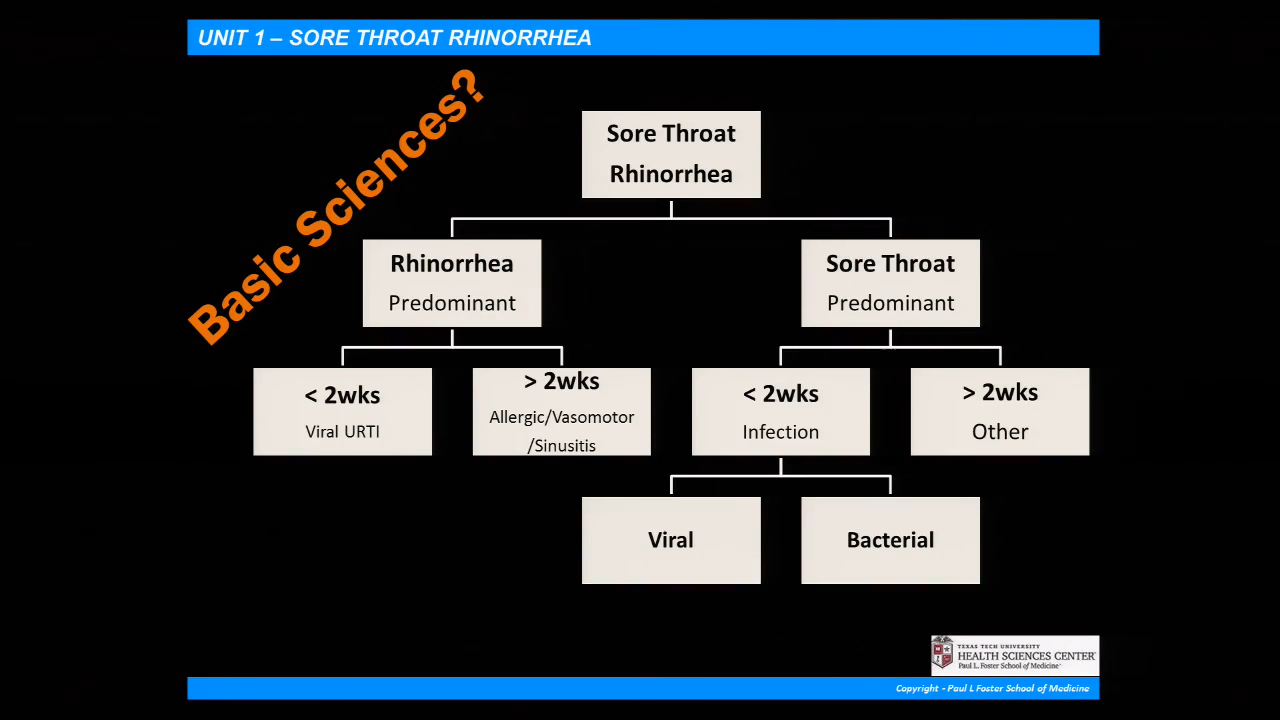 UNIT 1 – SORE THROAT RHINORRHEA
Basic Sciences?
Sore Throat
Rhinorrhea
Rhinorrhea
Predominant
Sore Throat
Predominant
< 2wks
Viral URTI
> 2wks
Allergic/Vasomotor
/Sinusitis
< 2wks
Infection
> 2wks
Other
Viral
Bacterial
TEXAS TECH UNIVERSITY
HEALTH SCIENCES CENTER
Paul L. Foster School of Medicine
Copyright - Paul L Foster School of Medicine